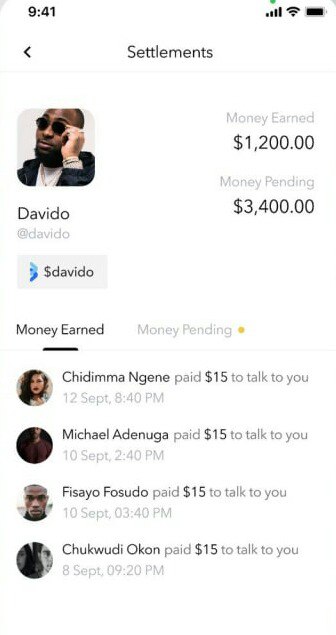 9:41
Settlements
Money Earned
$1,200.00
Money Pending
$3,400.00
Davido
@davido
$davido
Money Earned
Money Pending
Chidimma Ngene paid $15 to talk to you
12 Sept, 8:40 PM
Michael Adenuga paid $15 to talk to you
10 Sept, 2:40 PM
Fisayo Fosudo paid $15 to talk to you
10 Sept, 03:40 PM
Chukwudi Okon paid $15 to talk to you
8 Sept, 09:20 PM